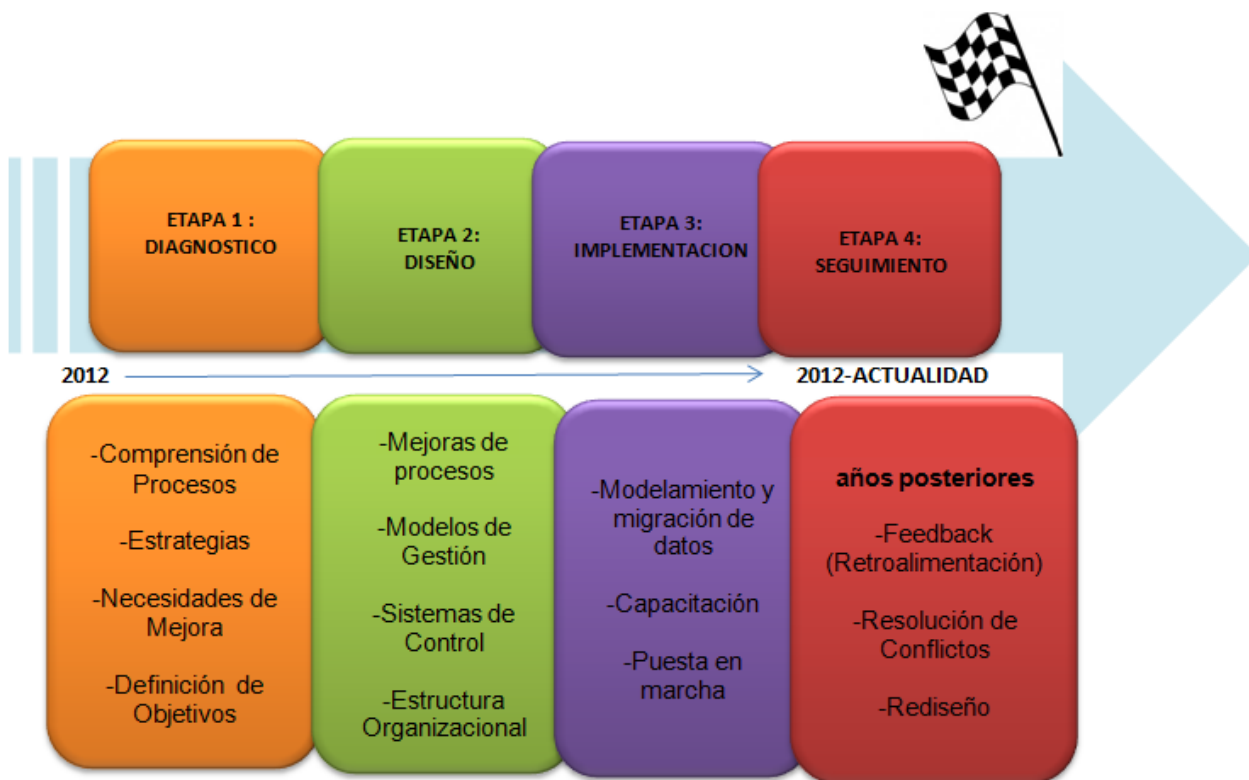 ETAPA 1 :
DIAGNOSTICO
ETAPA 2:
DISEÑO
ETAPA 3:
IMPLEMENTACION
ETAPA 4:
SEGUIMIENTO
2012
2012-ACTUALIDAD
-Comprensión de
Procesos
-Estrategias
-Necesidades de
Mejora
-Definición de
Objetivos
-Mejoras de
procesos
-Modelos de
Gestión
-Sistemas de
Control
-Estructura
Organizacional
-Modelamiento y
migración de
datos
-Capacitación
-Puesta en
marcha
años posteriores
-Feedback
(Retroalimentación)
-Resolución de
Conflictos
-Rediseño